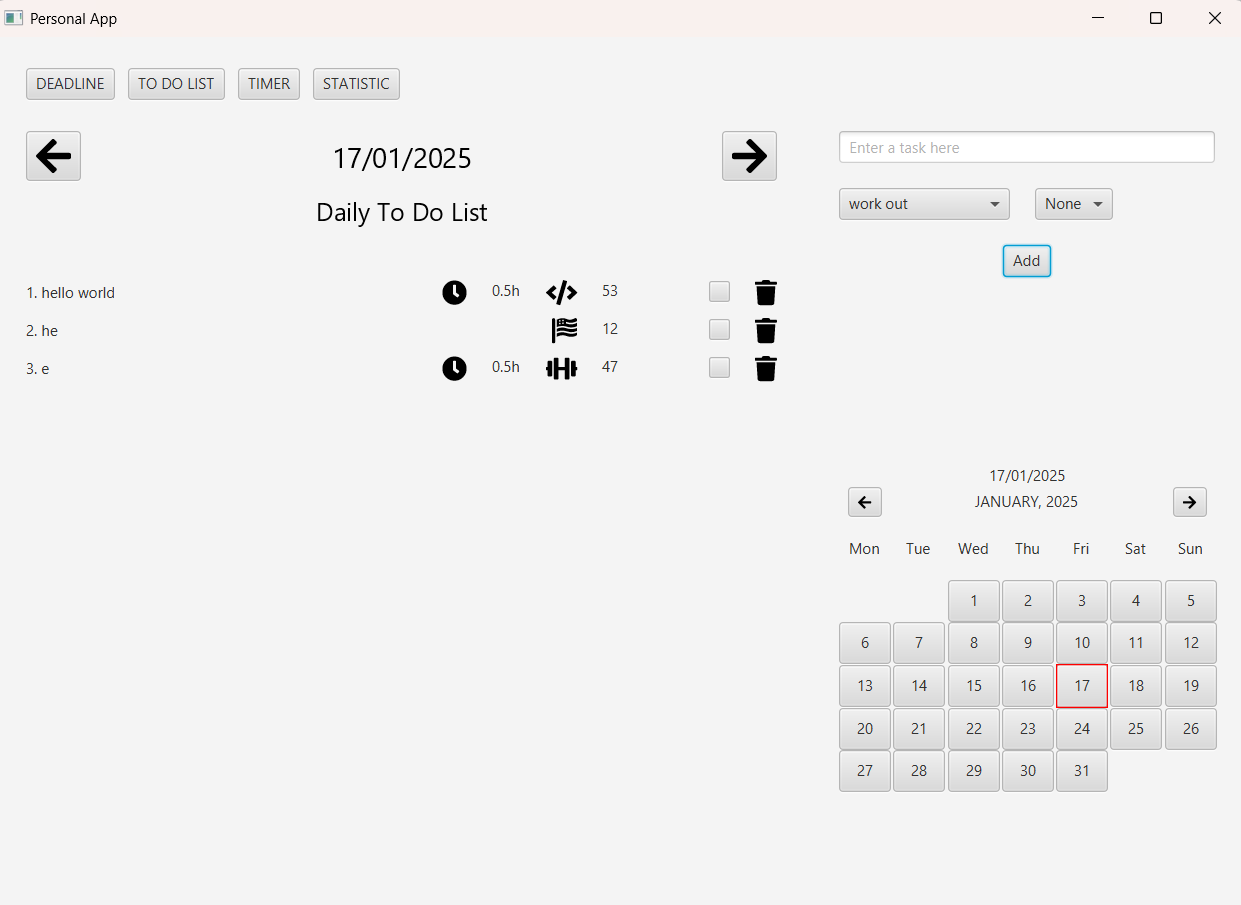 Personal App
DEADLINE TO DO LIST TIMER STATISTIC
17/01/2025
Daily To Do List
1. hello world 0.5h 53
2. he 12
3. e 0.5h 47
Enter a task here
work out None
Add
17/01/2025
JANUARY, 2025
Mon Tue Wed Thu Fri Sat Sun
1 2 3 4 5
6 7 8 9 10 11 12
13 14 15 16 17 18 19
20 21 22 23 24 25 26
27 28 29 30 31